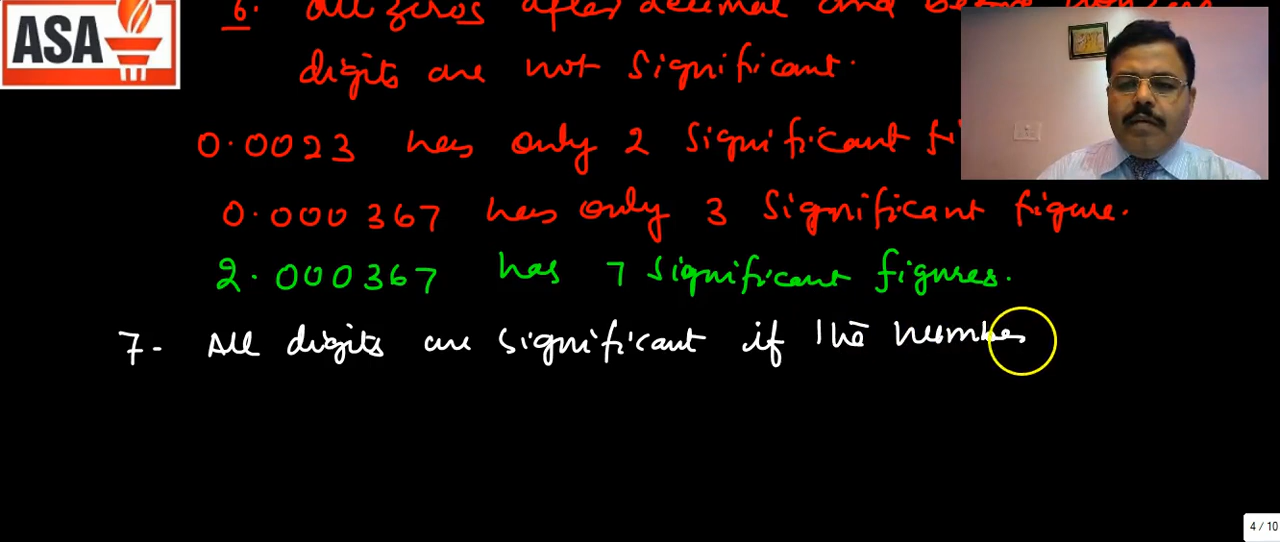 ASA
6. All zeros after decimal and before nonzero
digits are not significant.
0.0023 has only 2 significant fi
0.000367 has only 3 significant figure.
2.000367 has 7 significant figures.
7- All digits are significant if the number
4 / 10